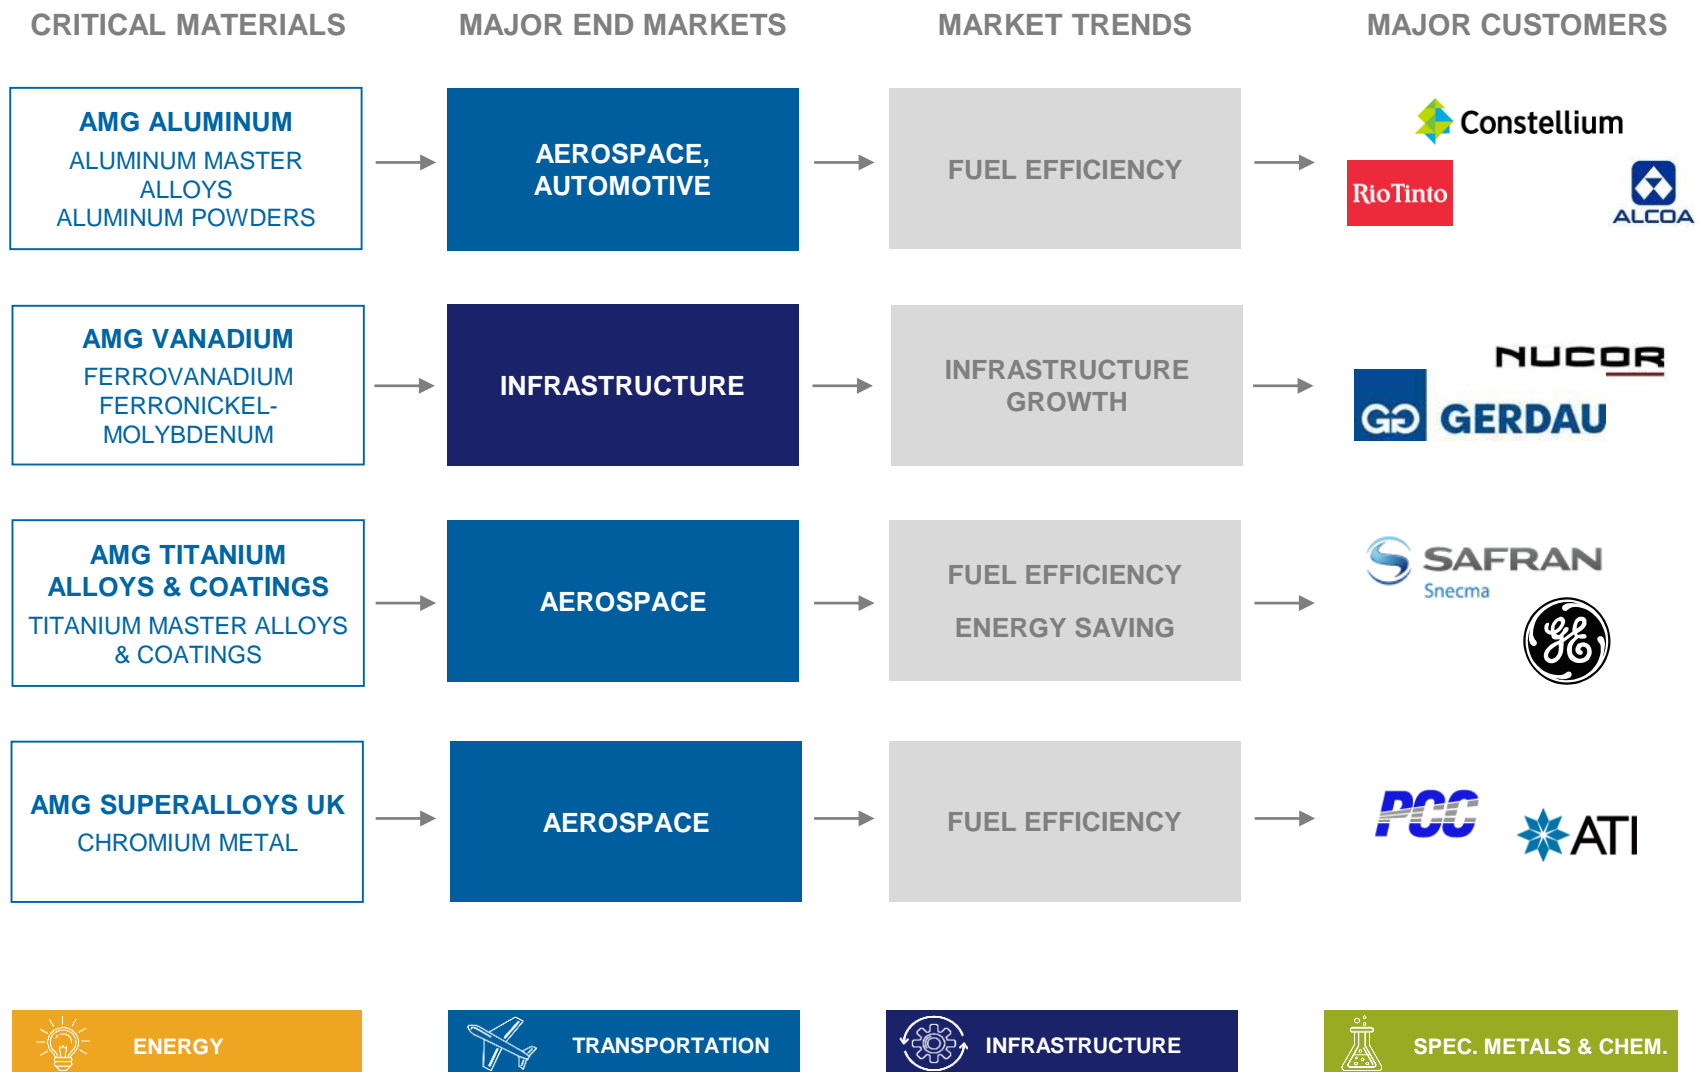 CRITICAL MATERIALS
MAJOR END MARKETS
MARKET TRENDS
MAJOR CUSTOMERS
AMG ALUMINUM
ALUMINUM MASTER
ALLOYS
ALUMINUM POWDERS
AEROSPACE,
AUTOMOTIVE
FUEL EFFICIENCY
Constellium
RioTinto
ALCOA
AMG VANADIUM
FERROVANADIUM
FERRONICKEL-
MOLYBDENUM
INFRASTRUCTURE
INFRASTRUCTURE
GROWTH
NUCOR
GG GERDAU
AMG TITANIUM
ALLOYS & COATINGS
TITANIUM MASTER ALLOYS
& COATINGS
AEROSPACE
FUEL EFFICIENCY
ENERGY SAVING
SAFRAN
Snecma
GE
AMG SUPERALLOYS UK
CHROMIUM METAL
AEROSPACE
FUEL EFFICIENCY
PCC
ATI
ENERGY
TRANSPORTATION
INFRASTRUCTURE
SPEC. METALS & CHEM.